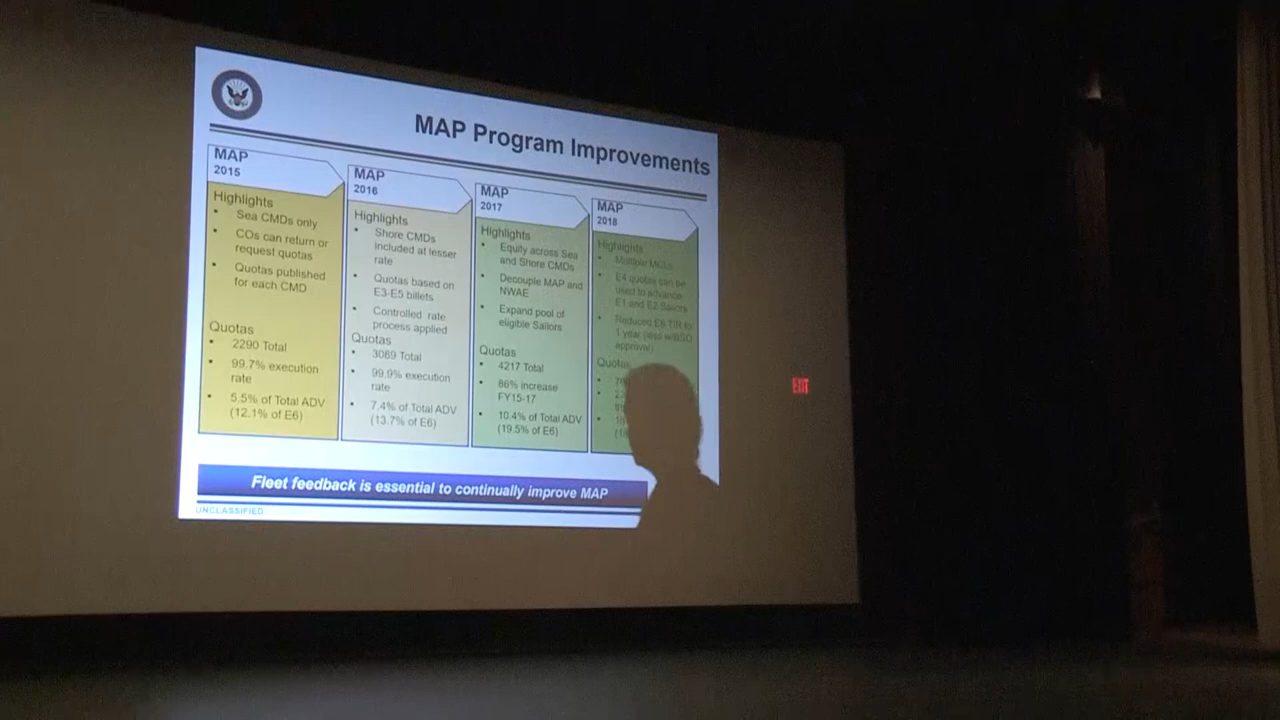 MAP Program Improvements
MAP
2015
Highlights
• Sea CMDs only
• COs can return or
request quotas
• Quotas published
for each CMD
Quotas
• 2290 Total
• 99.7% execution
rate
• 5.5% of Total ADV
(12.1% of E6)
MAP
2016
Highlights
• Shore CMDs
included at lesser
rate
• Quotas based on
E3-E5 billets
• Controlled rate
process applied
Quotas
• 3089 Total
• 99.9% execution
rate
• 7.4% of Total ADV
(13.7% of E6)
MAP
2017
Highlights
• Equity across Sea
and Shore CMDs
• Decouple MAP and
NWAE
• Expand pool of
eligible Sailors
Quotas
• 4217 Total
• 86% increase
FY15-17
• 10.4% of Total ADV
(19.5% of E6)
MAP
2018
Highlights
• Multiple
• E4 quotas can be
used to advance
E1 and E2 Sailors
• Reduced E6 TIR to
1 year (less w/BSO
approval)
Quotas
Fleet feedback is essential to continually improve MAP
UNCLASSIFIED
EXIT